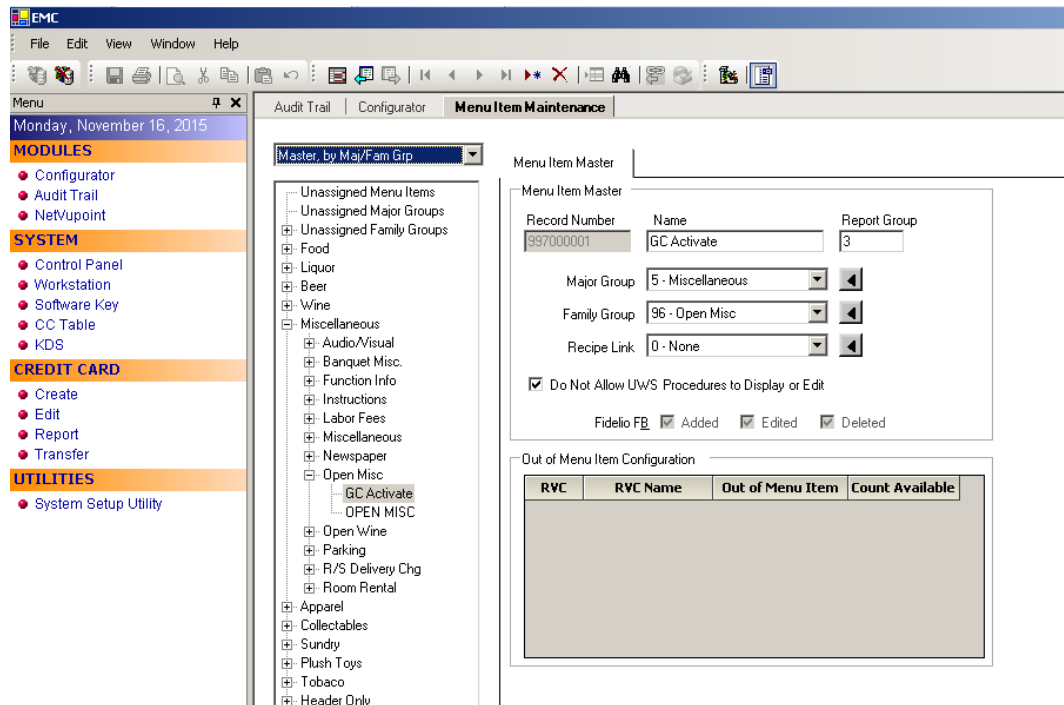 EMC
File Edit View Window Help
Menu
Monday, November 16, 2015
MODULES
Configurator
Audit Trail
NetVupoint
SYSTEM
Control Panel
Workstation
Software Key
CC Table
KDS
CREDIT CARD
Create
Edit
Report
Transfer
UTILITIES
System Setup Utility
Audit Trail Configurator Menu Item Maintenance
Master, by Maj/Fam Grp
Unassigned Menu Items
Unassigned Major Groups
Unassigned Family Groups
Food
Liquor
Beer
Wine
Miscellaneous
Audio/Visual
Banquet Misc.
Function Info
Instructions
Labor Fees
Miscellaneous
Newspaper
Open Misc
GC Activate
OPEN MISC
Open Wine
Parking
R/S Delivery Chg
Room Rental
Apparel
Collectables
Sundry
Plush Toys
Tobaco
Header Only
Menu Item Master
Menu Item Master
Record Number Name Report Group
997000001 GC Activate 3
Major Group 5 - Miscellaneous
Family Group 96 - Open Misc
Recipe Link 0 - None
Do Not Allow UWS Procedures to Display or Edit
Fidelio FB Added Edited Deleted
Out of Menu Item Configuration
RVC RVC Name Out of Menu Item Count Available